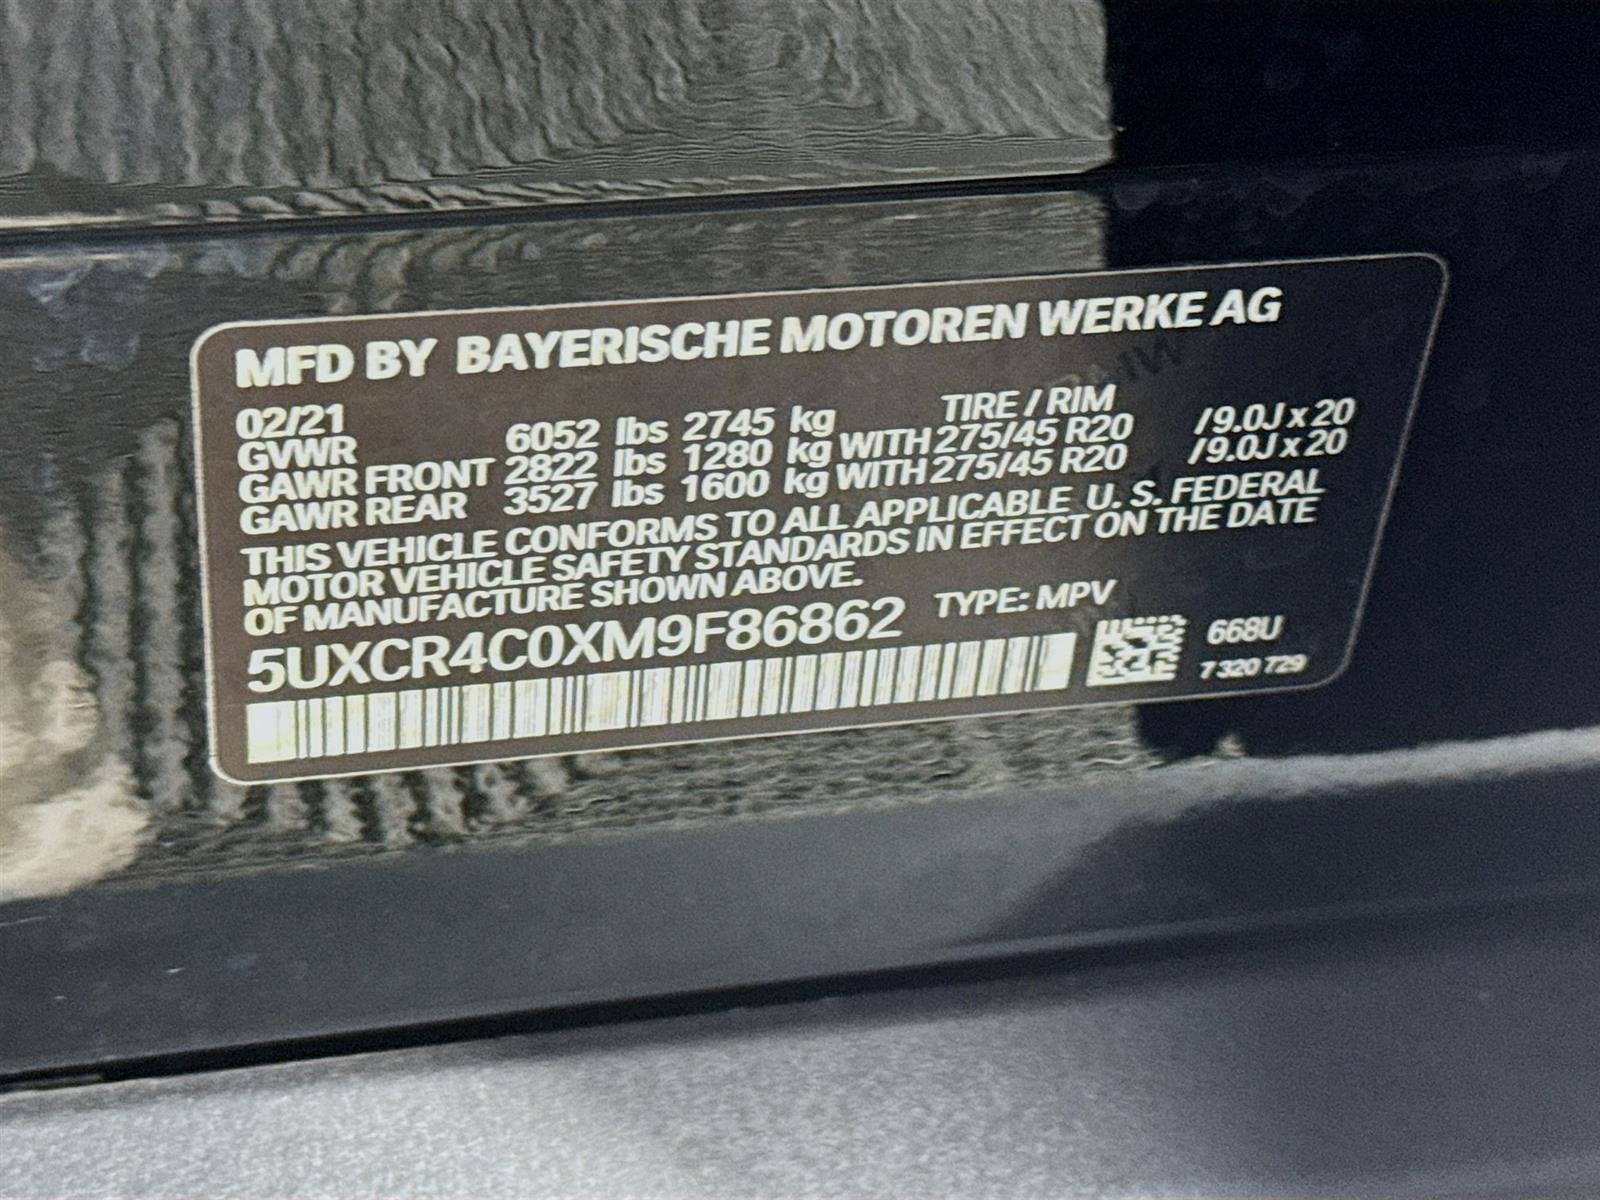 MFD BY BAYERISCHE MOTOREN WERKE AG
02/21 TIRE / RIM
GVWR 6052 lbs 2745 kg
GAWR FRONT 2822 lbs 1280 kg WITH 275/45 R20 /9.0J x 20
GAWR REAR 3527 lbs 1600 kg WITH 275/45 R20 /9.0J x 20
THIS VEHICLE CONFORMS TO ALL APPLICABLE U. S. FEDERAL
MOTOR VEHICLE SAFETY STANDARDS IN EFFECT ON THE DATE
OF MANUFACTURE SHOWN ABOVE.
5UXCR4C0XM9F86862 TYPE: MPV
668U
7 320 729